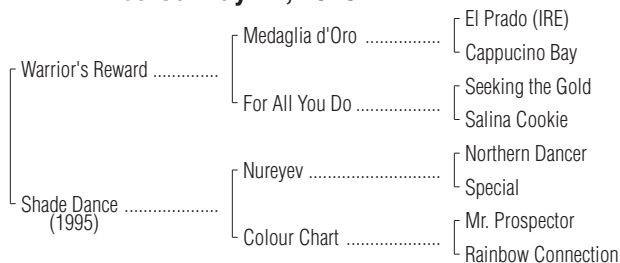 El Prado (IRE)
Medaglia d'Oro ..................
Cappucino Bay
Warrior's Reward ..............
Seeking the Gold
For All You Do ....................
Salina Cookie
Northern Dancer
Nureyev ...............................
Special
Shade Dance ....................
(1995)
Mr. Prospector
Colour Chart ......................
Rainbow Connection